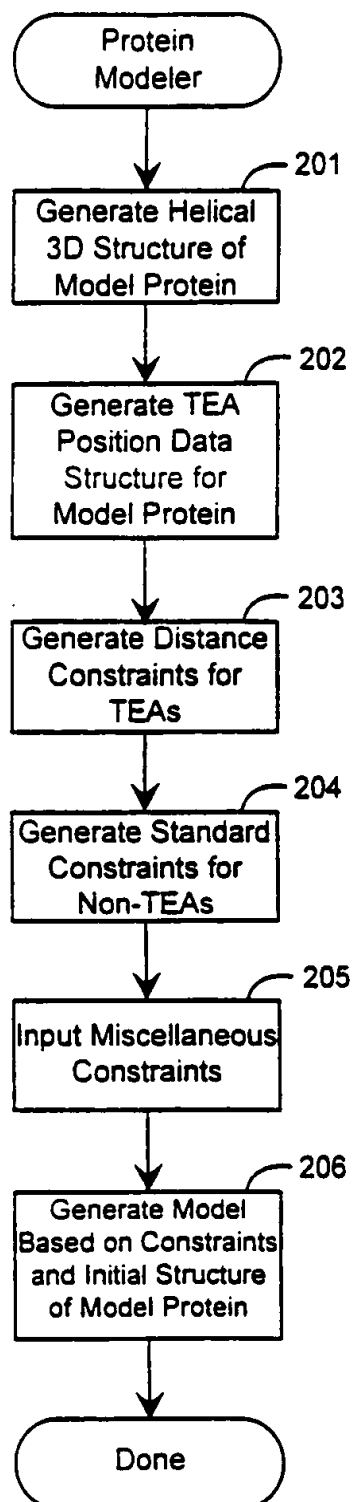 Protein
Modeler
201
Generate Helical
3D Structure of
Model Protein
202
Generate TEA
Position Data
Structure for
Model Protein
203
Generate Distance
Constraints for
TEAs
204
Generate Standard
Constraints for
Non-TEAs
205
Input Miscellaneous
Constraints
206
Generate Model
Based on Constraints
and Initial Structure
of Model Protein
Done